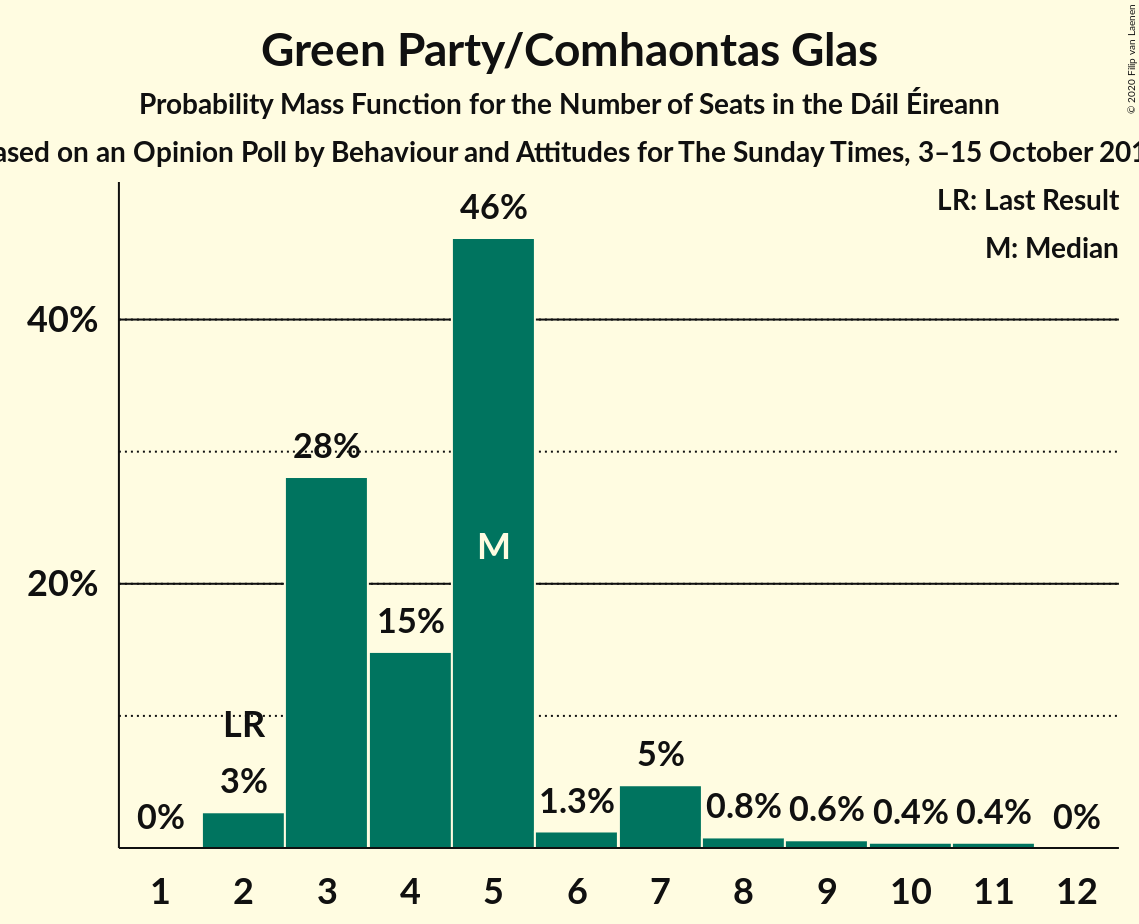 Green Party/Comhaontas Glas
Probability Mass Function for the Number of Seats in the Dáil Éireann
ased on an Opinion Poll by Behaviour and Attitudes for The Sunday Times, 3–15 October 201
© 2020 Filip van Laenen
LR: Last Result
M: Median
46%
40%
28%
M
20%
15%
LR
5%
3%
0%
1.3%
0.8%
0.6%
0.4%
0.4%
0%
1 2 3 4 5 6 7 8 9 10 11 12